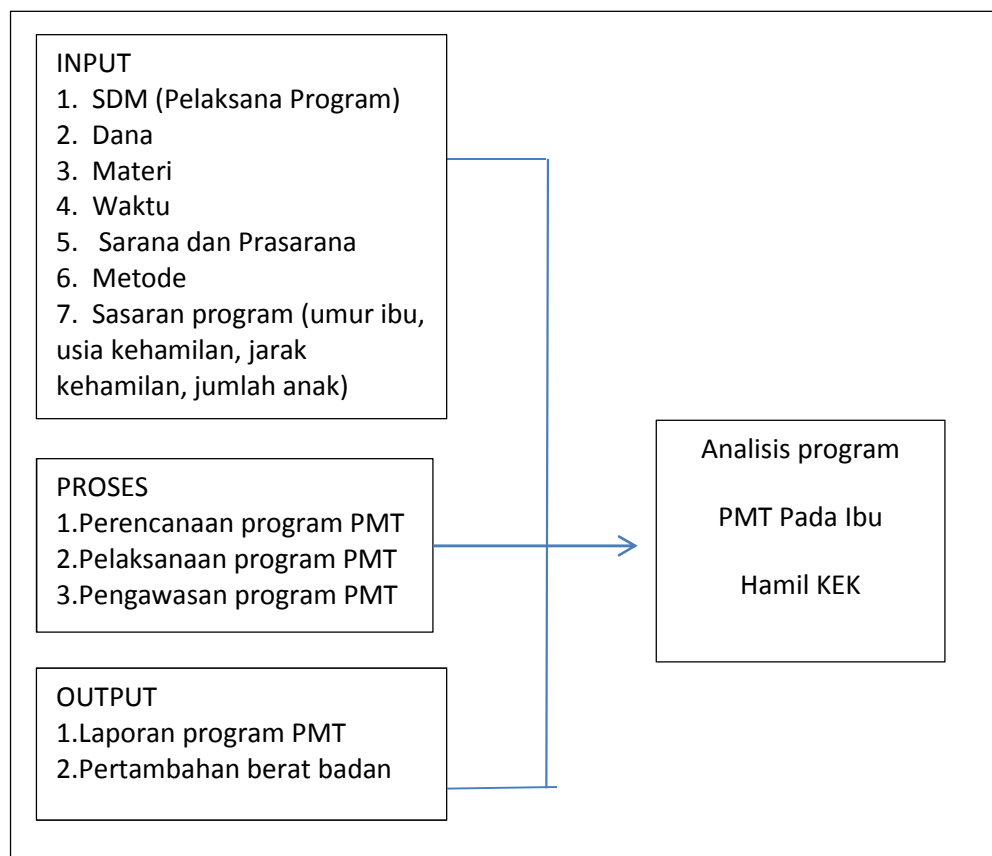 INPUT
1. SDM (Pelaksana Program)
2. Dana
3. Materi
4. Waktu
5. Sarana dan Prasarana
6. Metode
7. Sasaran program (umur ibu,
usia kehamilan, jarak
kehamilan, jumlah anak)
PROSES
1.Perencanaan program PMT
2.Pelaksanaan program PMT
3.Pengawasan program PMT
OUTPUT
1.Laporan program PMT
2.Pertambahan berat badan
Analisis program
PMT Pada Ibu
Hamil KEK